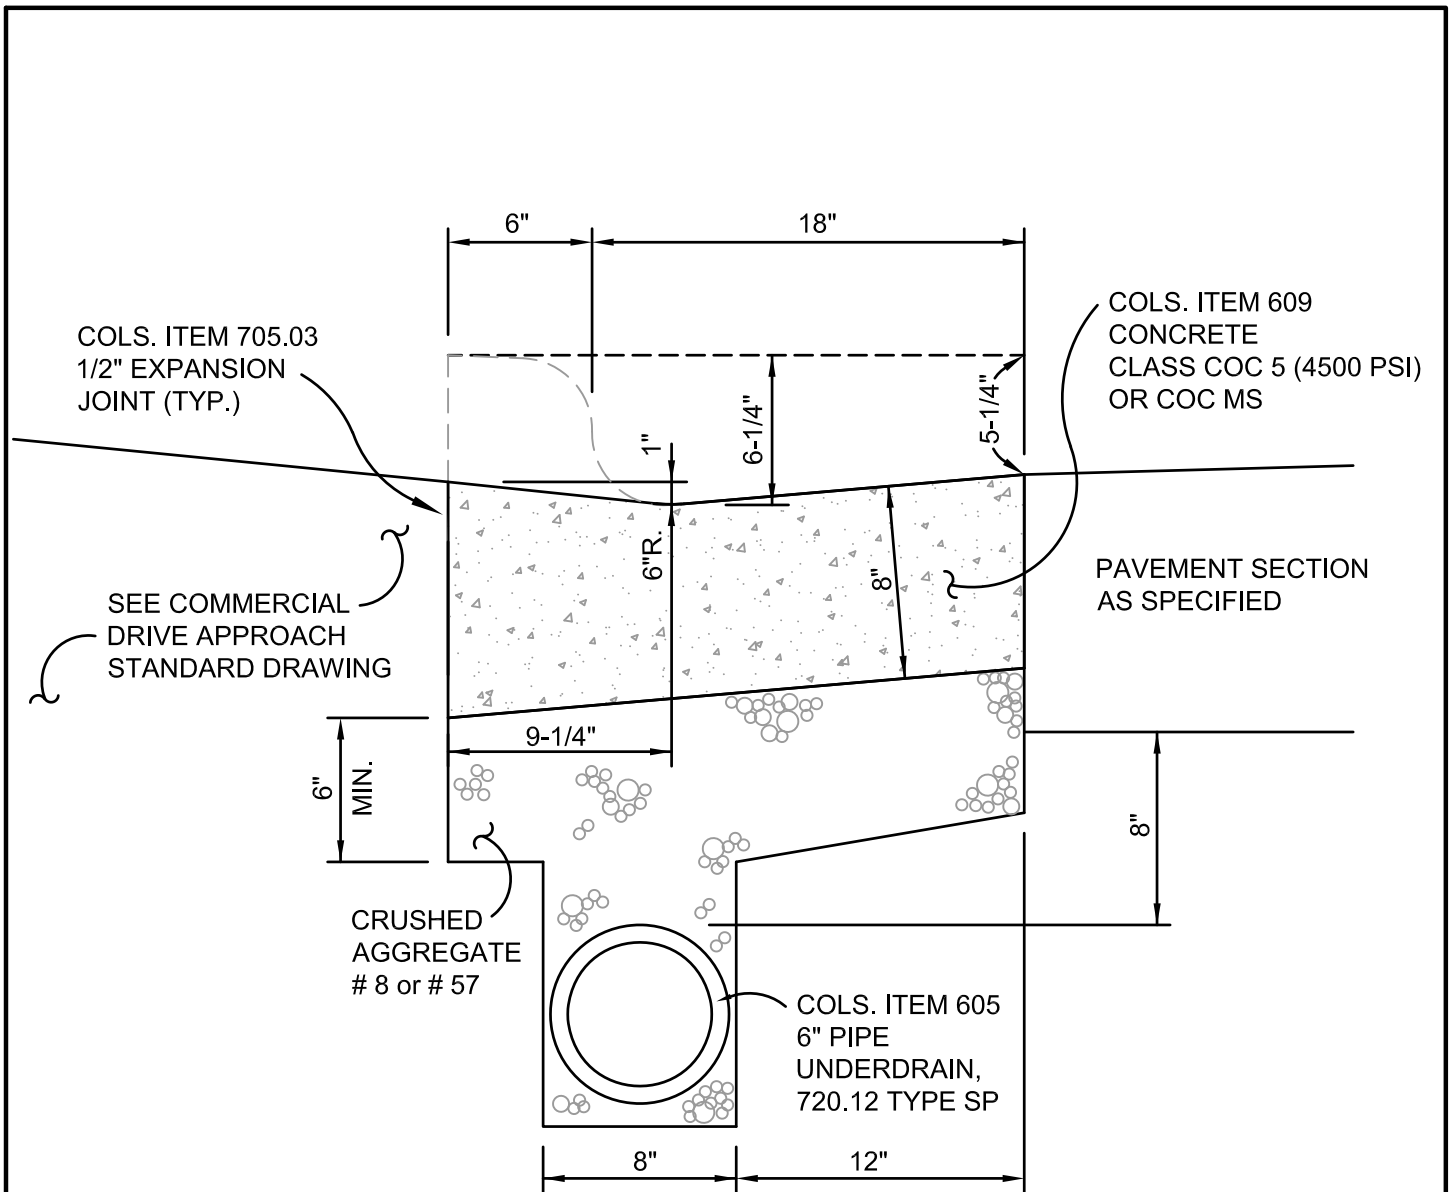 6"
18"
COLS. ITEM 705.03
1/2" EXPANSION
JOINT (TYP.)
COLS. ITEM 609
CONCRETE
CLASS COC 5 (4500 PSI)
OR COC MS
1"
6-1/4"
5-1/4"
6"R.
8"
SEE COMMERCIAL
DRIVE APPROACH
STANDARD DRAWING
PAVEMENT SECTION
AS SPECIFIED
9-1/4"
6"
MIN.
8"
CRUSHED
AGGREGATE
# 8 or # 57
COLS. ITEM 605
6" PIPE
UNDERDRAIN,
720.12 TYPE SP
8"
12"